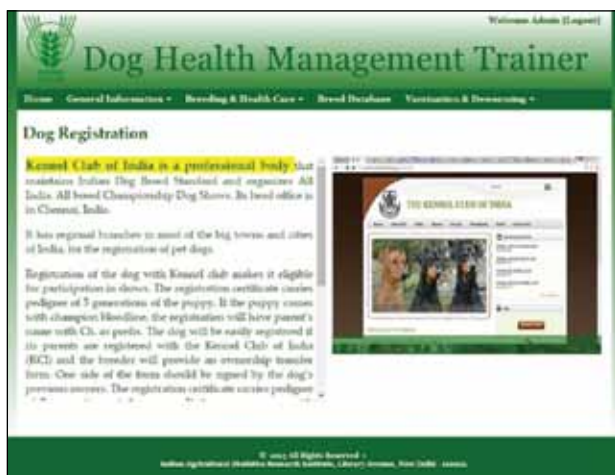 Welcome Admin [Logout]
Dog Health Management Trainer
Home General Information Breeding & Health Care Breed Database Vaccination & Deworming
Dog Registration
Kennel Club of India is a professional body that
maintains Indian Dog Breed Standard and organizes All
India. All breed Championship Dog Shows. Its head office is
in Chennai, India.
It has regional branches in most of the big towns and cities
of India, for the registration of pet dogs.
Registration of the dog with Kennel club makes it eligible
for participation in shows. The registration certificate carries
pedigree of 5 generations of the puppy. If the puppy comes
with champion bloodline, the registration will have parent's
name with Ch. as prefix. The dog will be easily registered if
its parents are registered with the Kennel Club of India
(KCI) and the breeder will provide an ownership transfer
form. One side of the form should be signed by the dog's
previous owners. The registration certificate carries pedigree
THE KENNEL CLUB OF INDIA
All Rights Reserved
Indian Agricultural Statistics Research Institute, Library Avenue, New Delhi